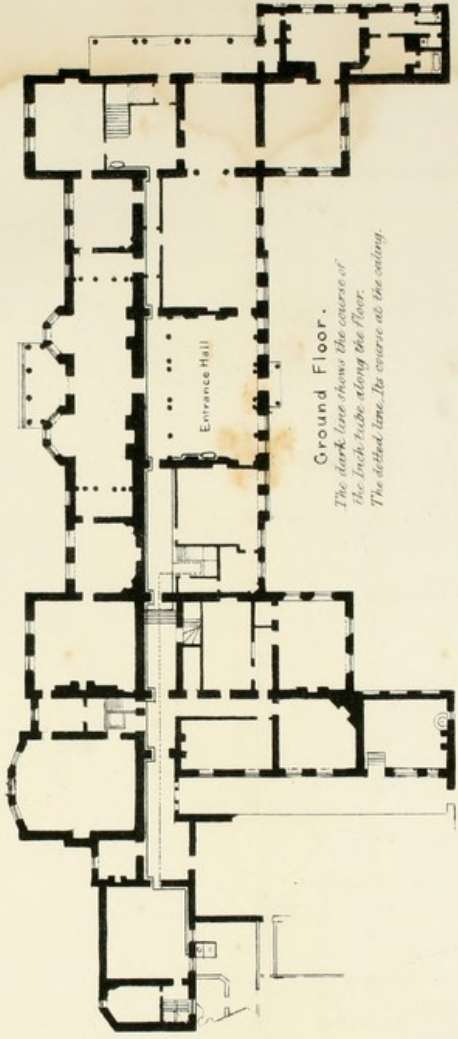 Entrance Hall
Ground Floor.
The dark line shows the course of
the Inch tube along the floor.
The dotted line, Its course at the ceiling.